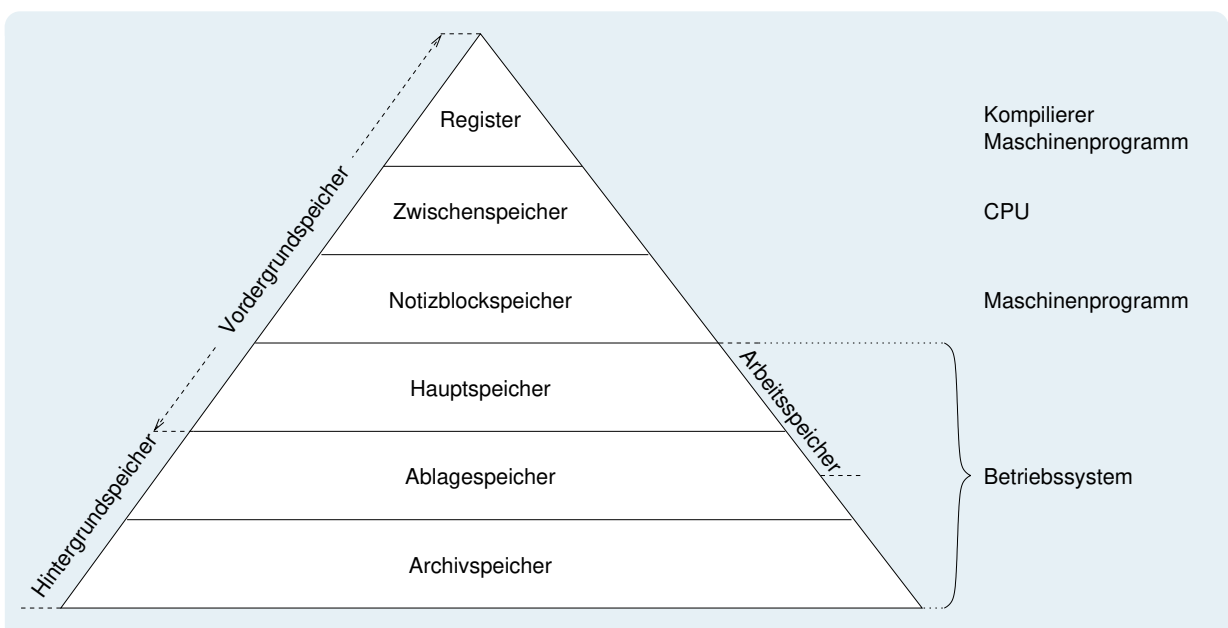 Register
Kompilierer
Maschinenprogramm
Vordergrundspeicher
Zwischenspeicher
CPU
Notizblockspeicher
Maschinenprogramm
Hauptspeicher
Arbeitsspeicher
Hintergrundspeicher
Ablagespeicher
Betriebssystem
Archivspeicher